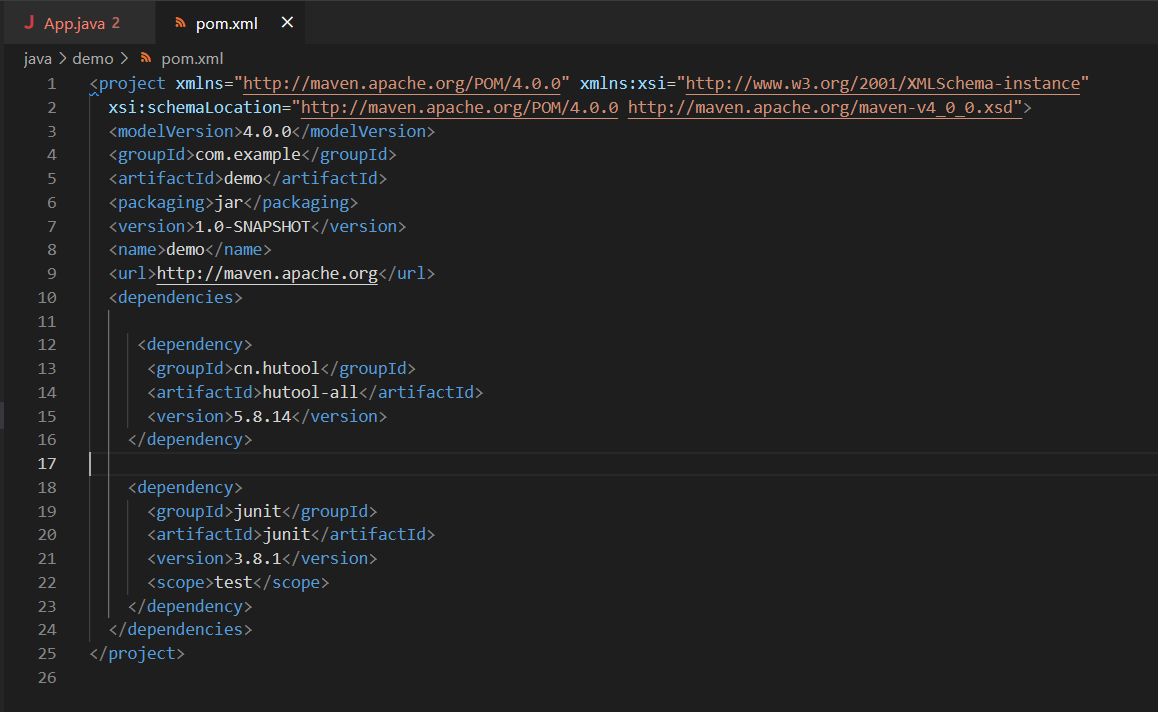 App.java 2 pom.xml
java > demo > pom.xml
1 <project xmlns="http://maven.apache.org/POM/4.0.0" xmlns:xsi="http://www.w3.org/2001/XMLSchema-instance"
2 xsi:schemaLocation="http://maven.apache.org/POM/4.0.0 http://maven.apache.org/maven-v4_0_0.xsd">
3 <modelVersion>4.0.0</modelVersion>
4 <groupId>com.example</groupId>
5 <artifactId>demo</artifactId>
6 <packaging>jar</packaging>
7 <version>1.0-SNAPSHOT</version>
8 <name>demo</name>
9 <url>http://maven.apache.org</url>
10 <dependencies>
11
12 <dependency>
13 <groupId>cn.hutool</groupId>
14 <artifactId>hutool-all</artifactId>
15 <version>5.8.14</version>
16 </dependency>
17
18 <dependency>
19 <groupId>junit</groupId>
20 <artifactId>junit</artifactId>
21 <version>3.8.1</version>
22 <scope>test</scope>
23 </dependency>
24 </dependencies>
25 </project>
26